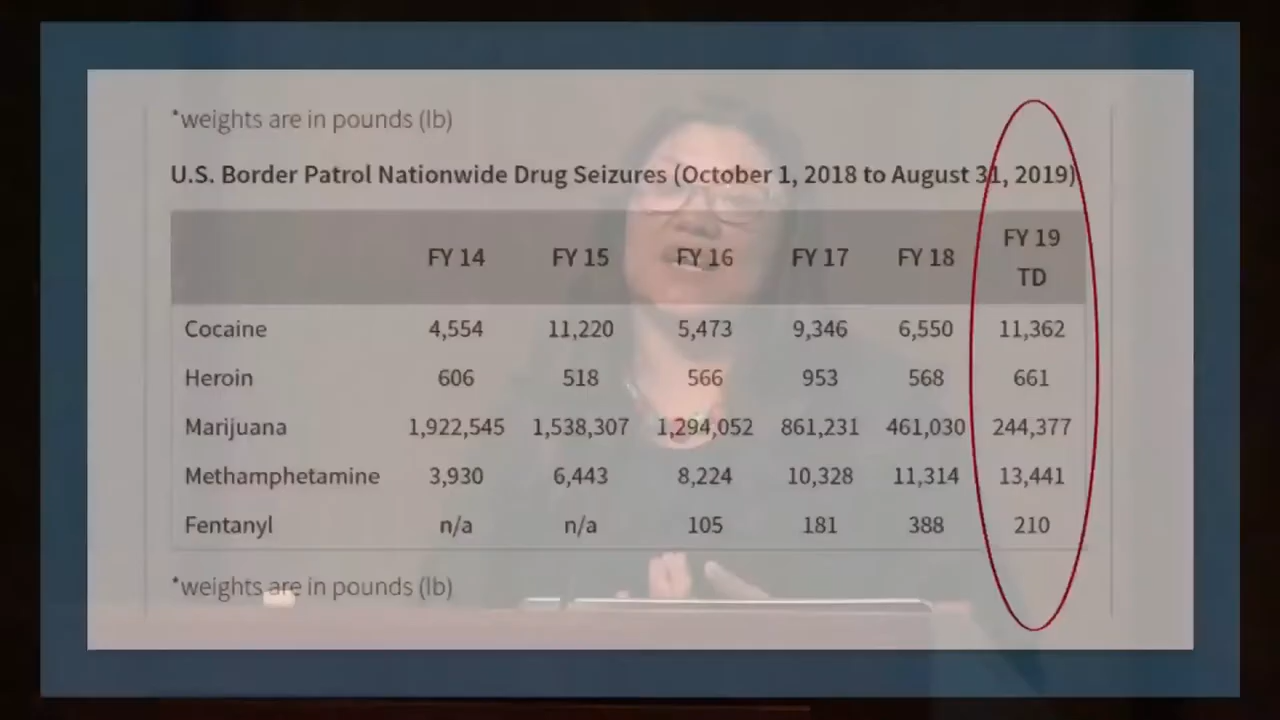 *weights are in pounds (lb)
U.S. Border Patrol Nationwide Drug Seizures (October 1, 2018 to August 31, 2019)
FY 14 FY 15 FY 16 FY 17 FY 18 FY 19 TD
Cocaine 4,554 11,220 5,473 9,346 6,550 11,362
Heroin 606 518 566 953 568 661
Marijuana 1,922,545 1,538,307 1,294,052 861,231 461,030 244,377
Methamphetamine 3,930 6,443 8,224 10,328 11,314 13,441
Fentanyl n/a n/a 105 181 388 210
*weights are in pounds (lb)